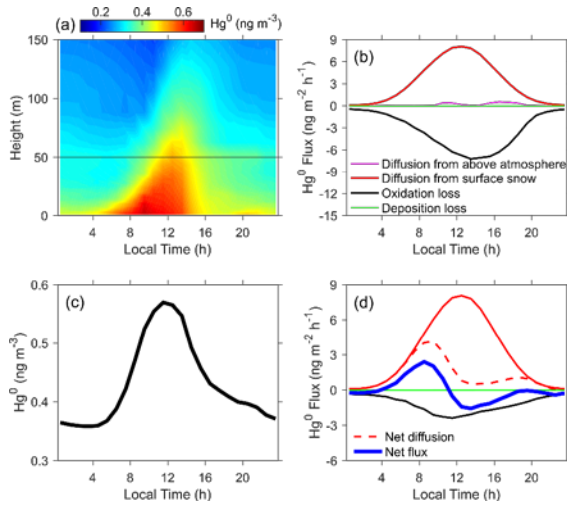 (a)
0.2 0.4 0.6
Hg⁰ (ng m⁻³)
150
100
50
0
Height (m)
4 8 12 16 20
Local Time (h)
(b)
9
6
3
0
-3
-6
-9
-12
-15
Hg⁰ Flux (ng m⁻² h⁻¹)
Diffusion from above atmosphere
Diffusion from surface snow
Oxidation loss
Deposition loss
4 8 12 16 20
Local Time (h)
(c)
0.6
0.5
0.4
0.3
Hg⁰ (ng m⁻³)
4 8 12 16 20
Local Time (h)
(d)
9
6
3
0
-3
-6
Hg⁰ Flux (ng m⁻² h⁻¹)
Net diffusion
Net flux
4 8 12 16 20
Local Time (h)